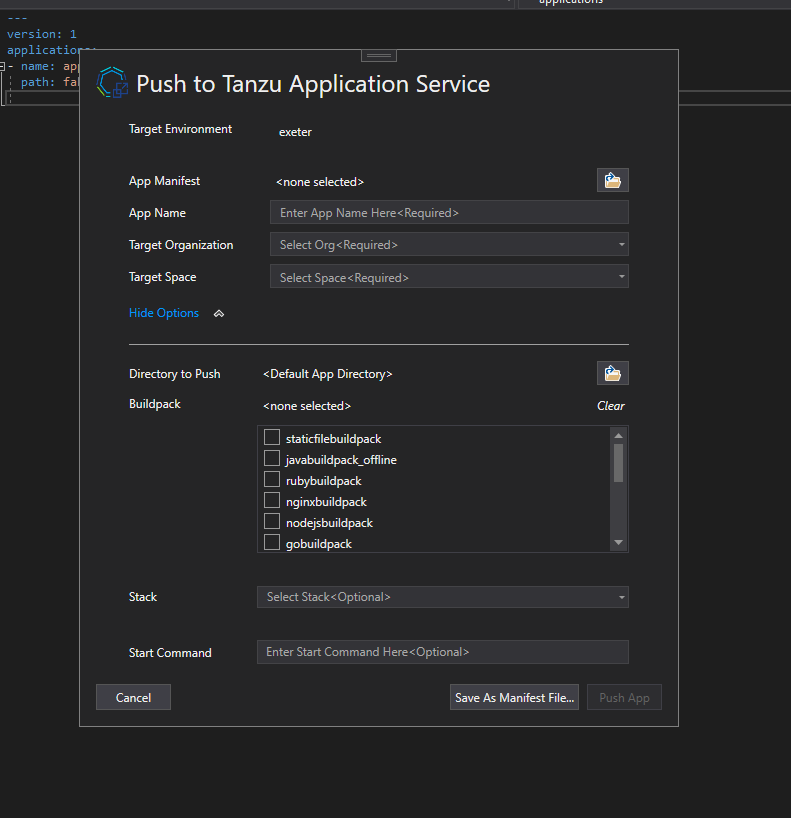 applications
---
version: 1
applications:
- name: app
path: fal
Push to Tanzu Application Service
Target Environment exeter
App Manifest <none selected>
App Name Enter App Name Here<Required>
Target Organization Select Org<Required>
Target Space Select Space<Required>
Hide Options
Directory to Push <Default App Directory>
Buildpack <none selected> Clear
staticfilebuildpack
javabuildpack_offline
rubybuildpack
nginxbuildpack
nodejsbuildpack
gobuildpack
Stack Select Stack<Optional>
Start Command Enter Start Command Here<Optional>
Cancel Save As Manifest File... Push App